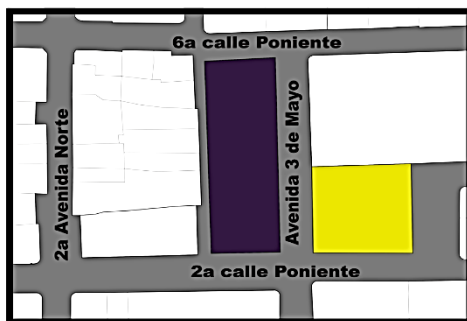 6a calle Poniente
2a Avenida Norte
Avenida 3 de Mayo
2a calle Poniente